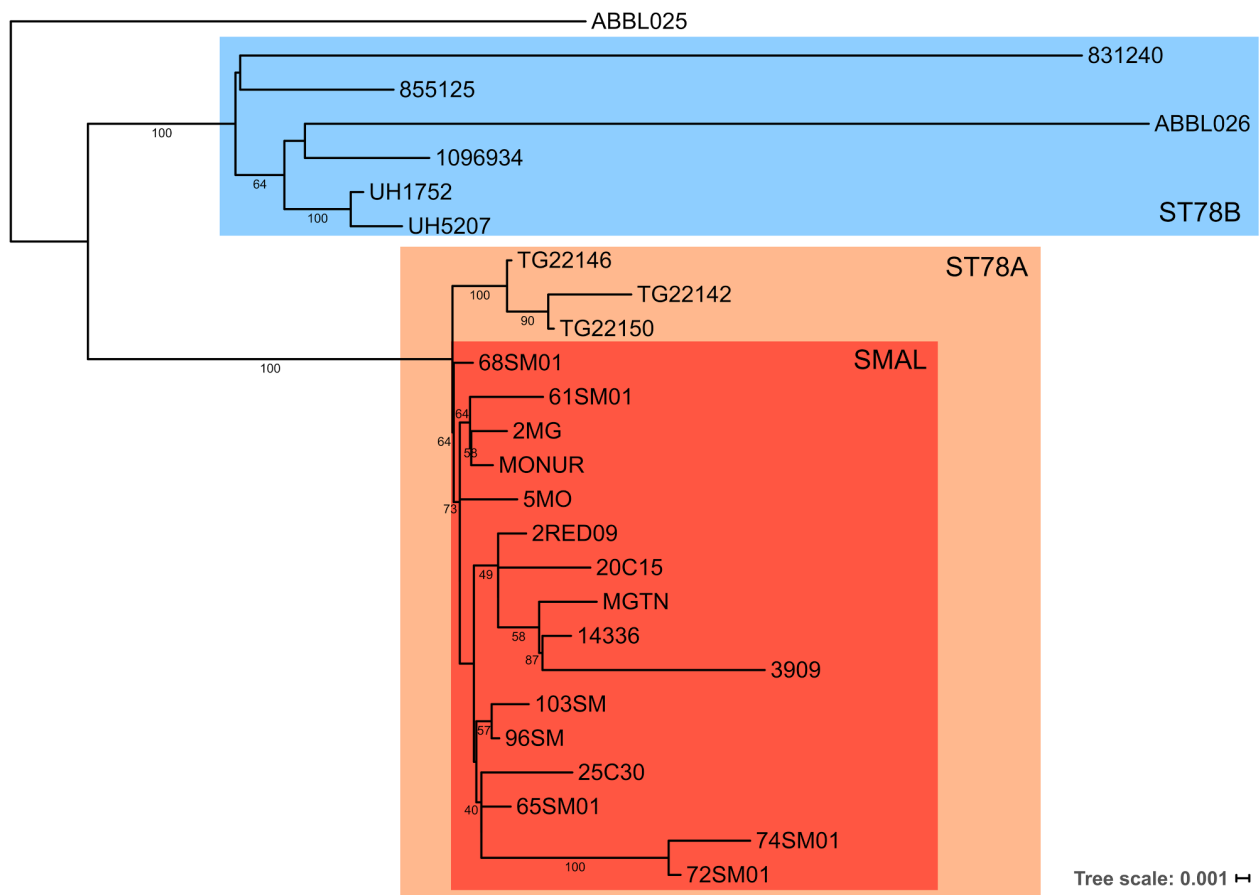 ABBL025
831240
855125
100
ABBL026
1096934
64
UH1752
100
ST78B
UH5207
TG22146
ST78A
100
TG22142
90
TG22150
100
68SM01
SMAL
61SM01
64
2MG
64
58
MONUR
5MO
73
2RED09
49
20C15
MGTN
58
14336
87
3909
103SM
57
96SM
25C30
40
65SM01
74SM01
100
72SM01
Tree scale: 0.001